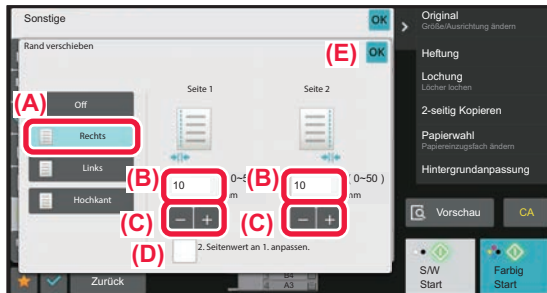 Sonstige
OK
Rand verschieben
(E)
OK
(A)
Off
Rechts
Links
Hochkant
Seite 1
Seite 2
(B)
10
(B)
10
( 0~50 )
mm
(C)
- +
(C)
- +
(D)
2. Seitenwert an 1. anpassen.
Zurück
A3
Original
Größe/Ausrichtung ändern
Heftung
Lochung
Löcher lochen
2-seitig Kopieren
Papierwahl
Papiereinzugsfach ändern
Hintergrundanpassung
Vorschau
CA
S/W
Start
Farbig
Start